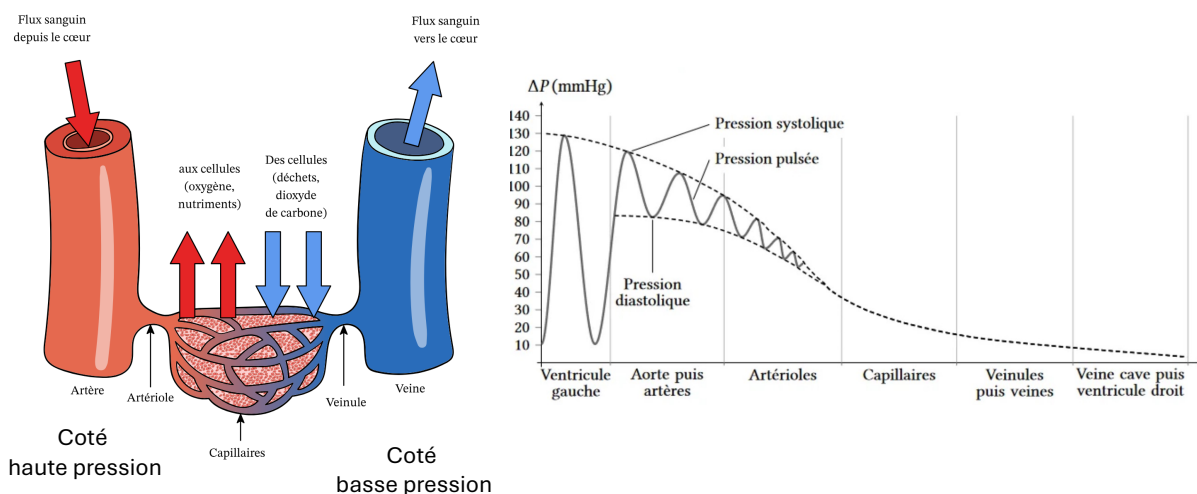 Flux sanguin
depuis le cœur
Flux sanguin
vers le cœur
aux cellules
(oxygène,
nutriments)
Des cellules
(déchets,
dioxyde
de carbone)
Artère
Artériole
Capillaires
Veinule
Veine
Coté
haute pression
Coté
basse pression
ΔP (mmHg)
140
130
120
110
100
90
80
70
60
50
40
30
20
10
Pression systolique
Pression pulsée
Pression
diastolique
Ventricule
gauche
Aorte puis
artères
Artérioles
Capillaires
Veinules
puis veines
Veine cave puis
ventricule droit